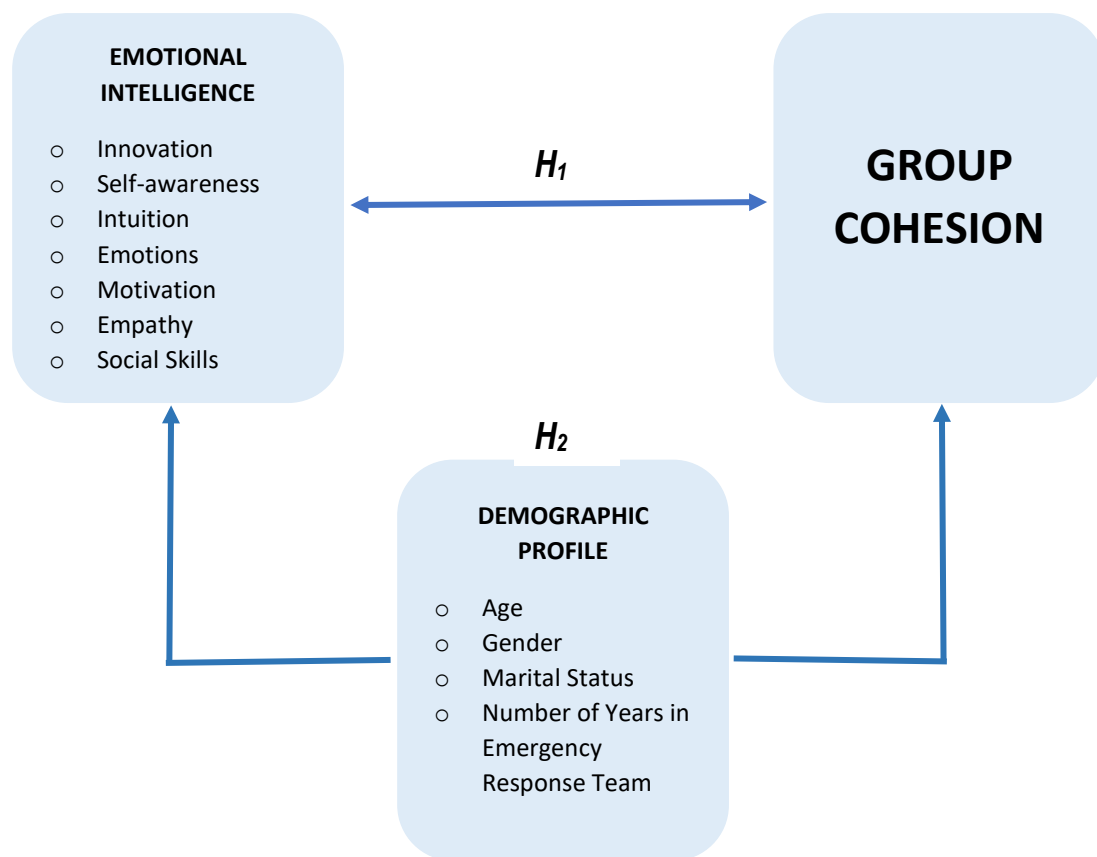 EMOTIONAL
INTELLIGENCE
o Innovation
o Self-awareness
o Intuition
o Emotions
o Motivation
o Empathy
o Social Skills
H1
GROUP
COHESION
H2
DEMOGRAPHIC
PROFILE
o Age
o Gender
o Marital Status
o Number of Years in
Emergency
Response Team